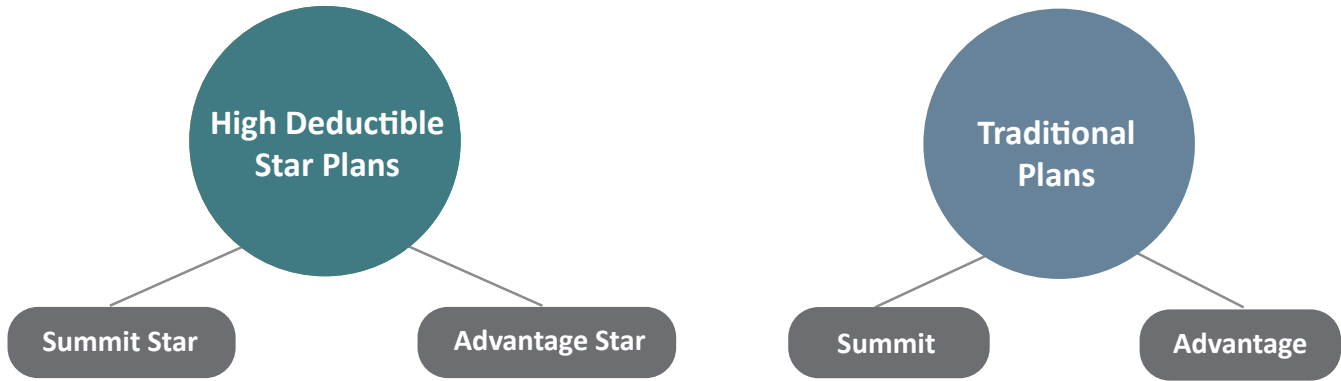 High Deductible
Star Plans
Summit Star
Advantage Star
Traditional
Plans
Summit
Advantage